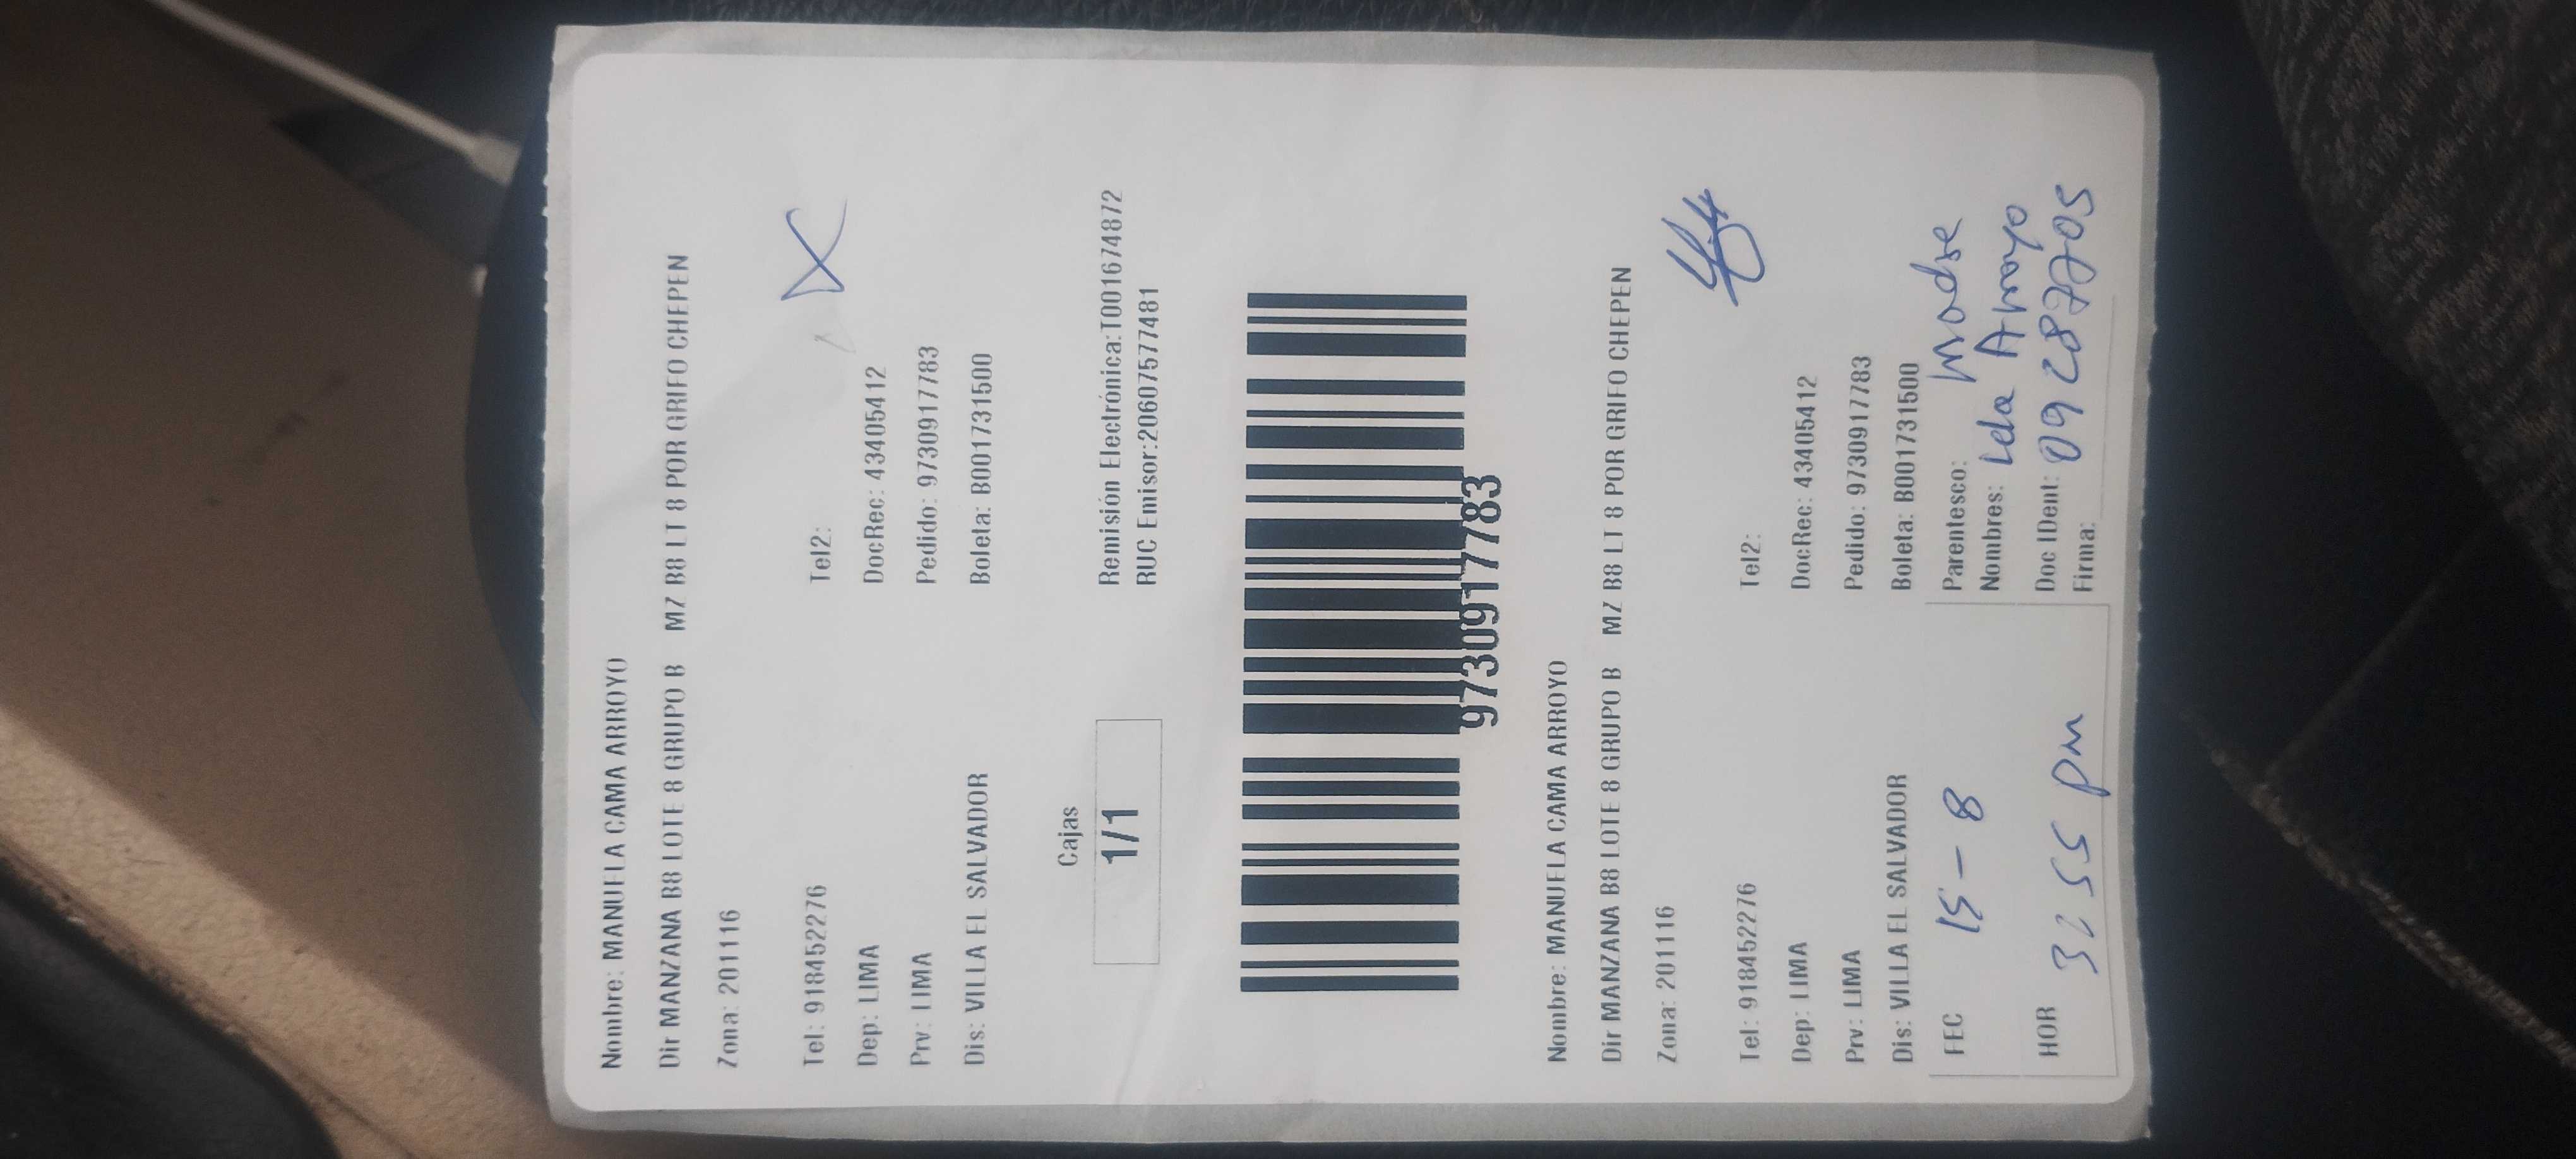 Nombre: MANUELA CAMA ARROYO
Dir MANZANA B8 LOTE 8 GRUPO B MZ B8 LT 8 POR GRIFO CHEPEN
Zona: 201116
Tel: 918452276 Tel2:
Dep: LIMA DocRec: 43405412
Prv: LIMA Pedido: 9730917783
Dis: VILLA EL SALVADOR Boleta: B001731500
Cajas
1/1
Remisión Electrónica:T001674872
RUC Emisor:20607577481
9730917783
Nombre: MANUELA CAMA ARROYO
Dir MANZANA B8 LOTE 8 GRUPO B MZ B8 LT 8 POR GRIFO CHEPEN
Zona: 201116
Tel: 918452276 Tel2:
Dep: LIMA DocRec: 43405412
Prv: LIMA Pedido: 9730917783
Dis: VILLA EL SALVADOR Boleta: B001731500
FEC 15-8
Parentesco: Madre
Nombres: Arroyo
HOR 3:55 pm
Doc IDent: 09287705
Firma: